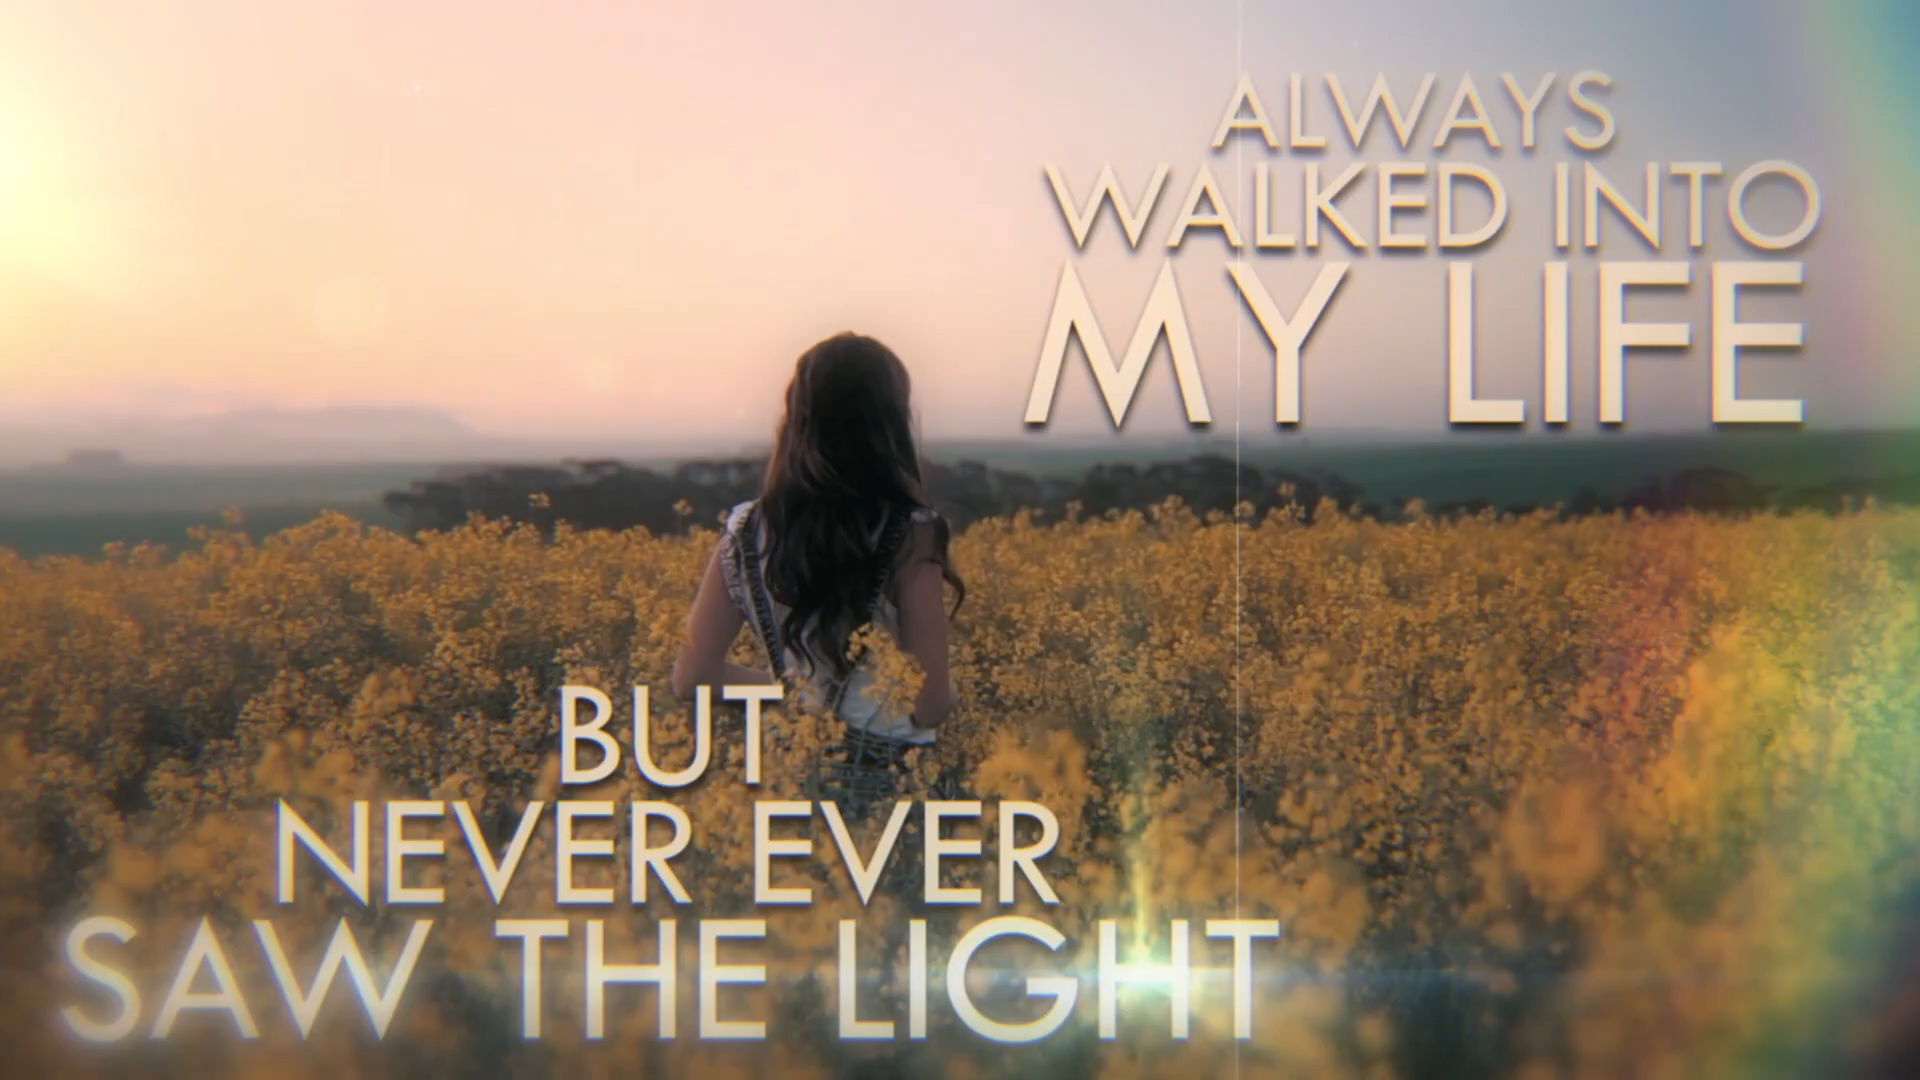 ALWAYS
WALKED INTO
MY LIFE
BUT
NEVER EVER
SAW THE LIGHT